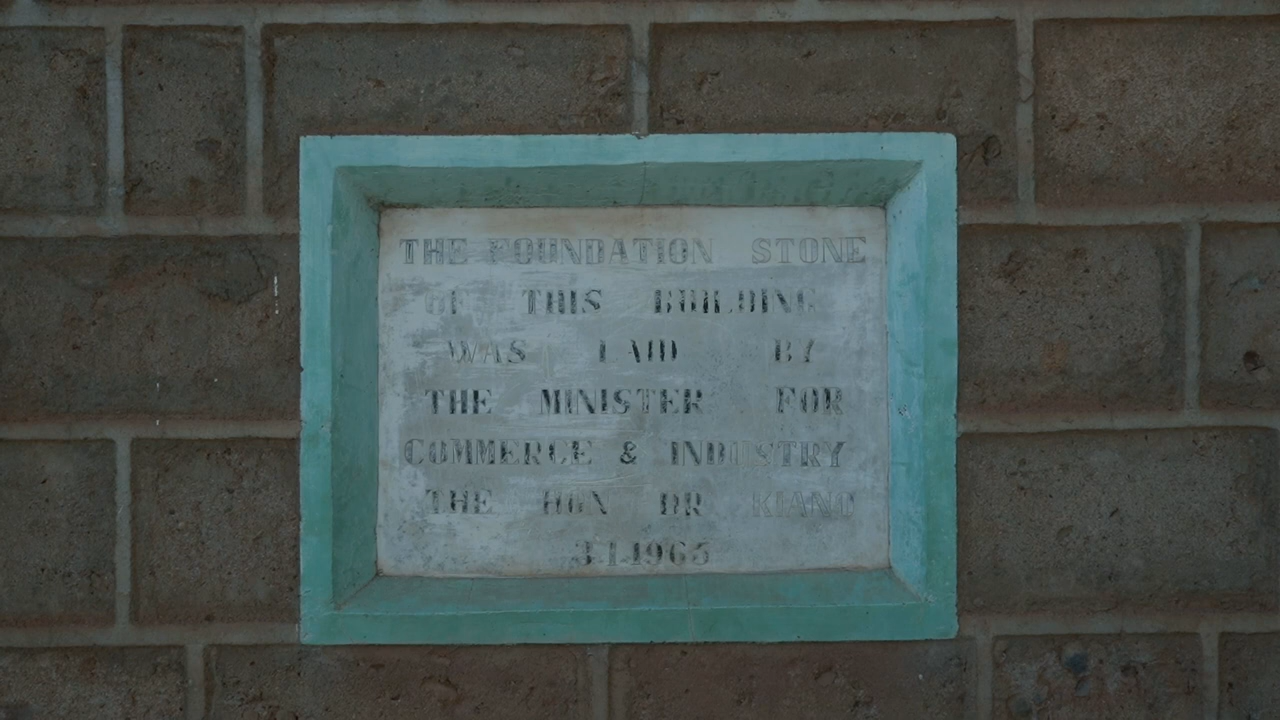 THE FOUNDATION STONE
OF THIS BUILDING
WAS LAID BY
THE MINISTER FOR
COMMERCE & INDUSTRY
THE HON DR KIANO
3.1.1965